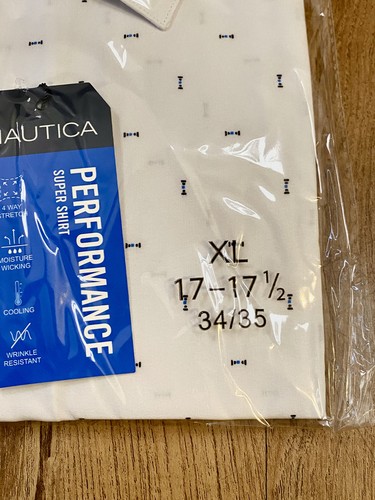 NAUTICA
PERFORMANCE
SUPER SHIRT
4 WAY
STRETCH
MOISTURE
WICKING
COOLING
WRINKLE
RESISTANT
XL
17-17 1/2
34/35